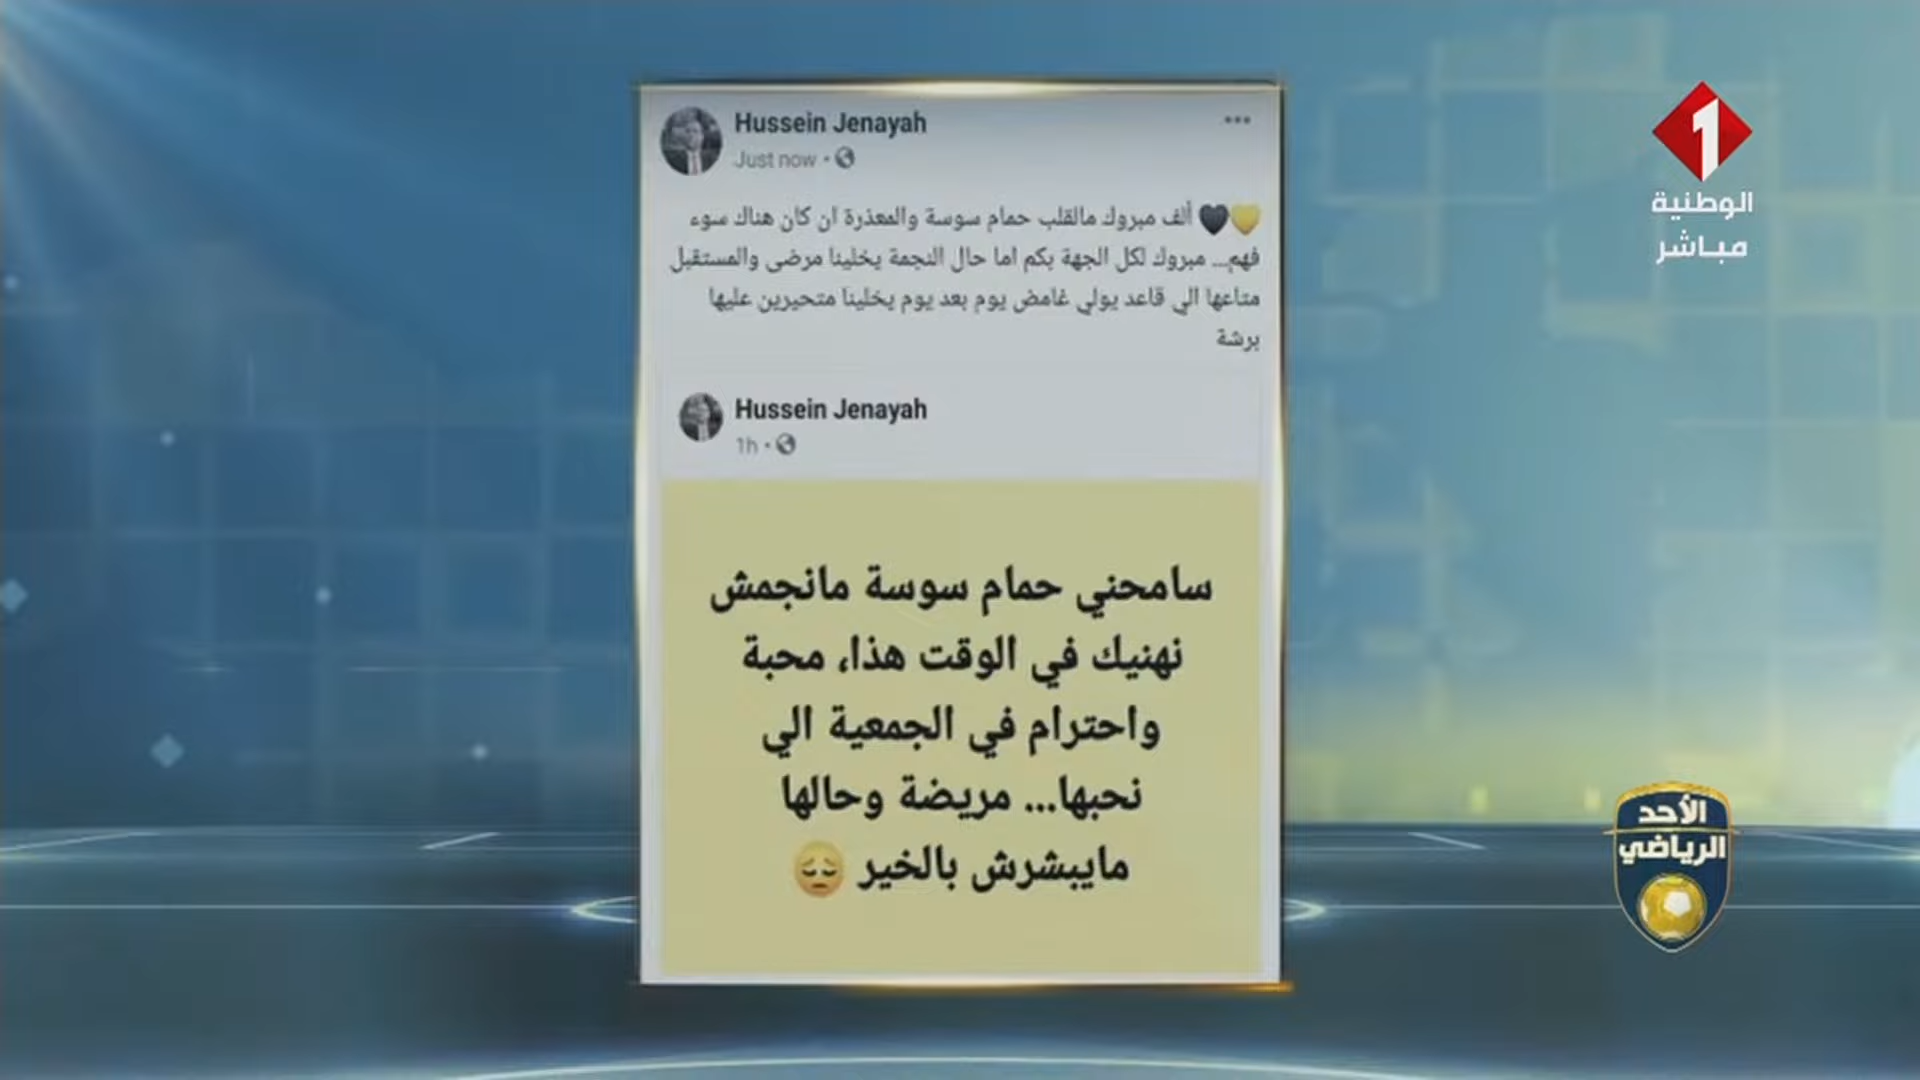 Hussein Jenayah
Just now
💛🖤 ألف مبروك مالقلب حمام سوسة والمعذرة ان كان هناك سوء
فهم... مبروك لكل الجهة بكم اما حال النجمة يخلينا مرضى والمستقبل
متاعها الي قاعد يولي غامض يوم بعد يوم يخلينا متحيرين عليها
برشة
Hussein Jenayah
1h
سامحني حمام سوسة مانجمش
نهنيك في الوقت هذا، محبة
واحترام في الجمعية الي
نحبها... مريضة وحالها
مايبشرش بالخير 😔
1
الوطنية
مباشر
الأحد
الرياضي